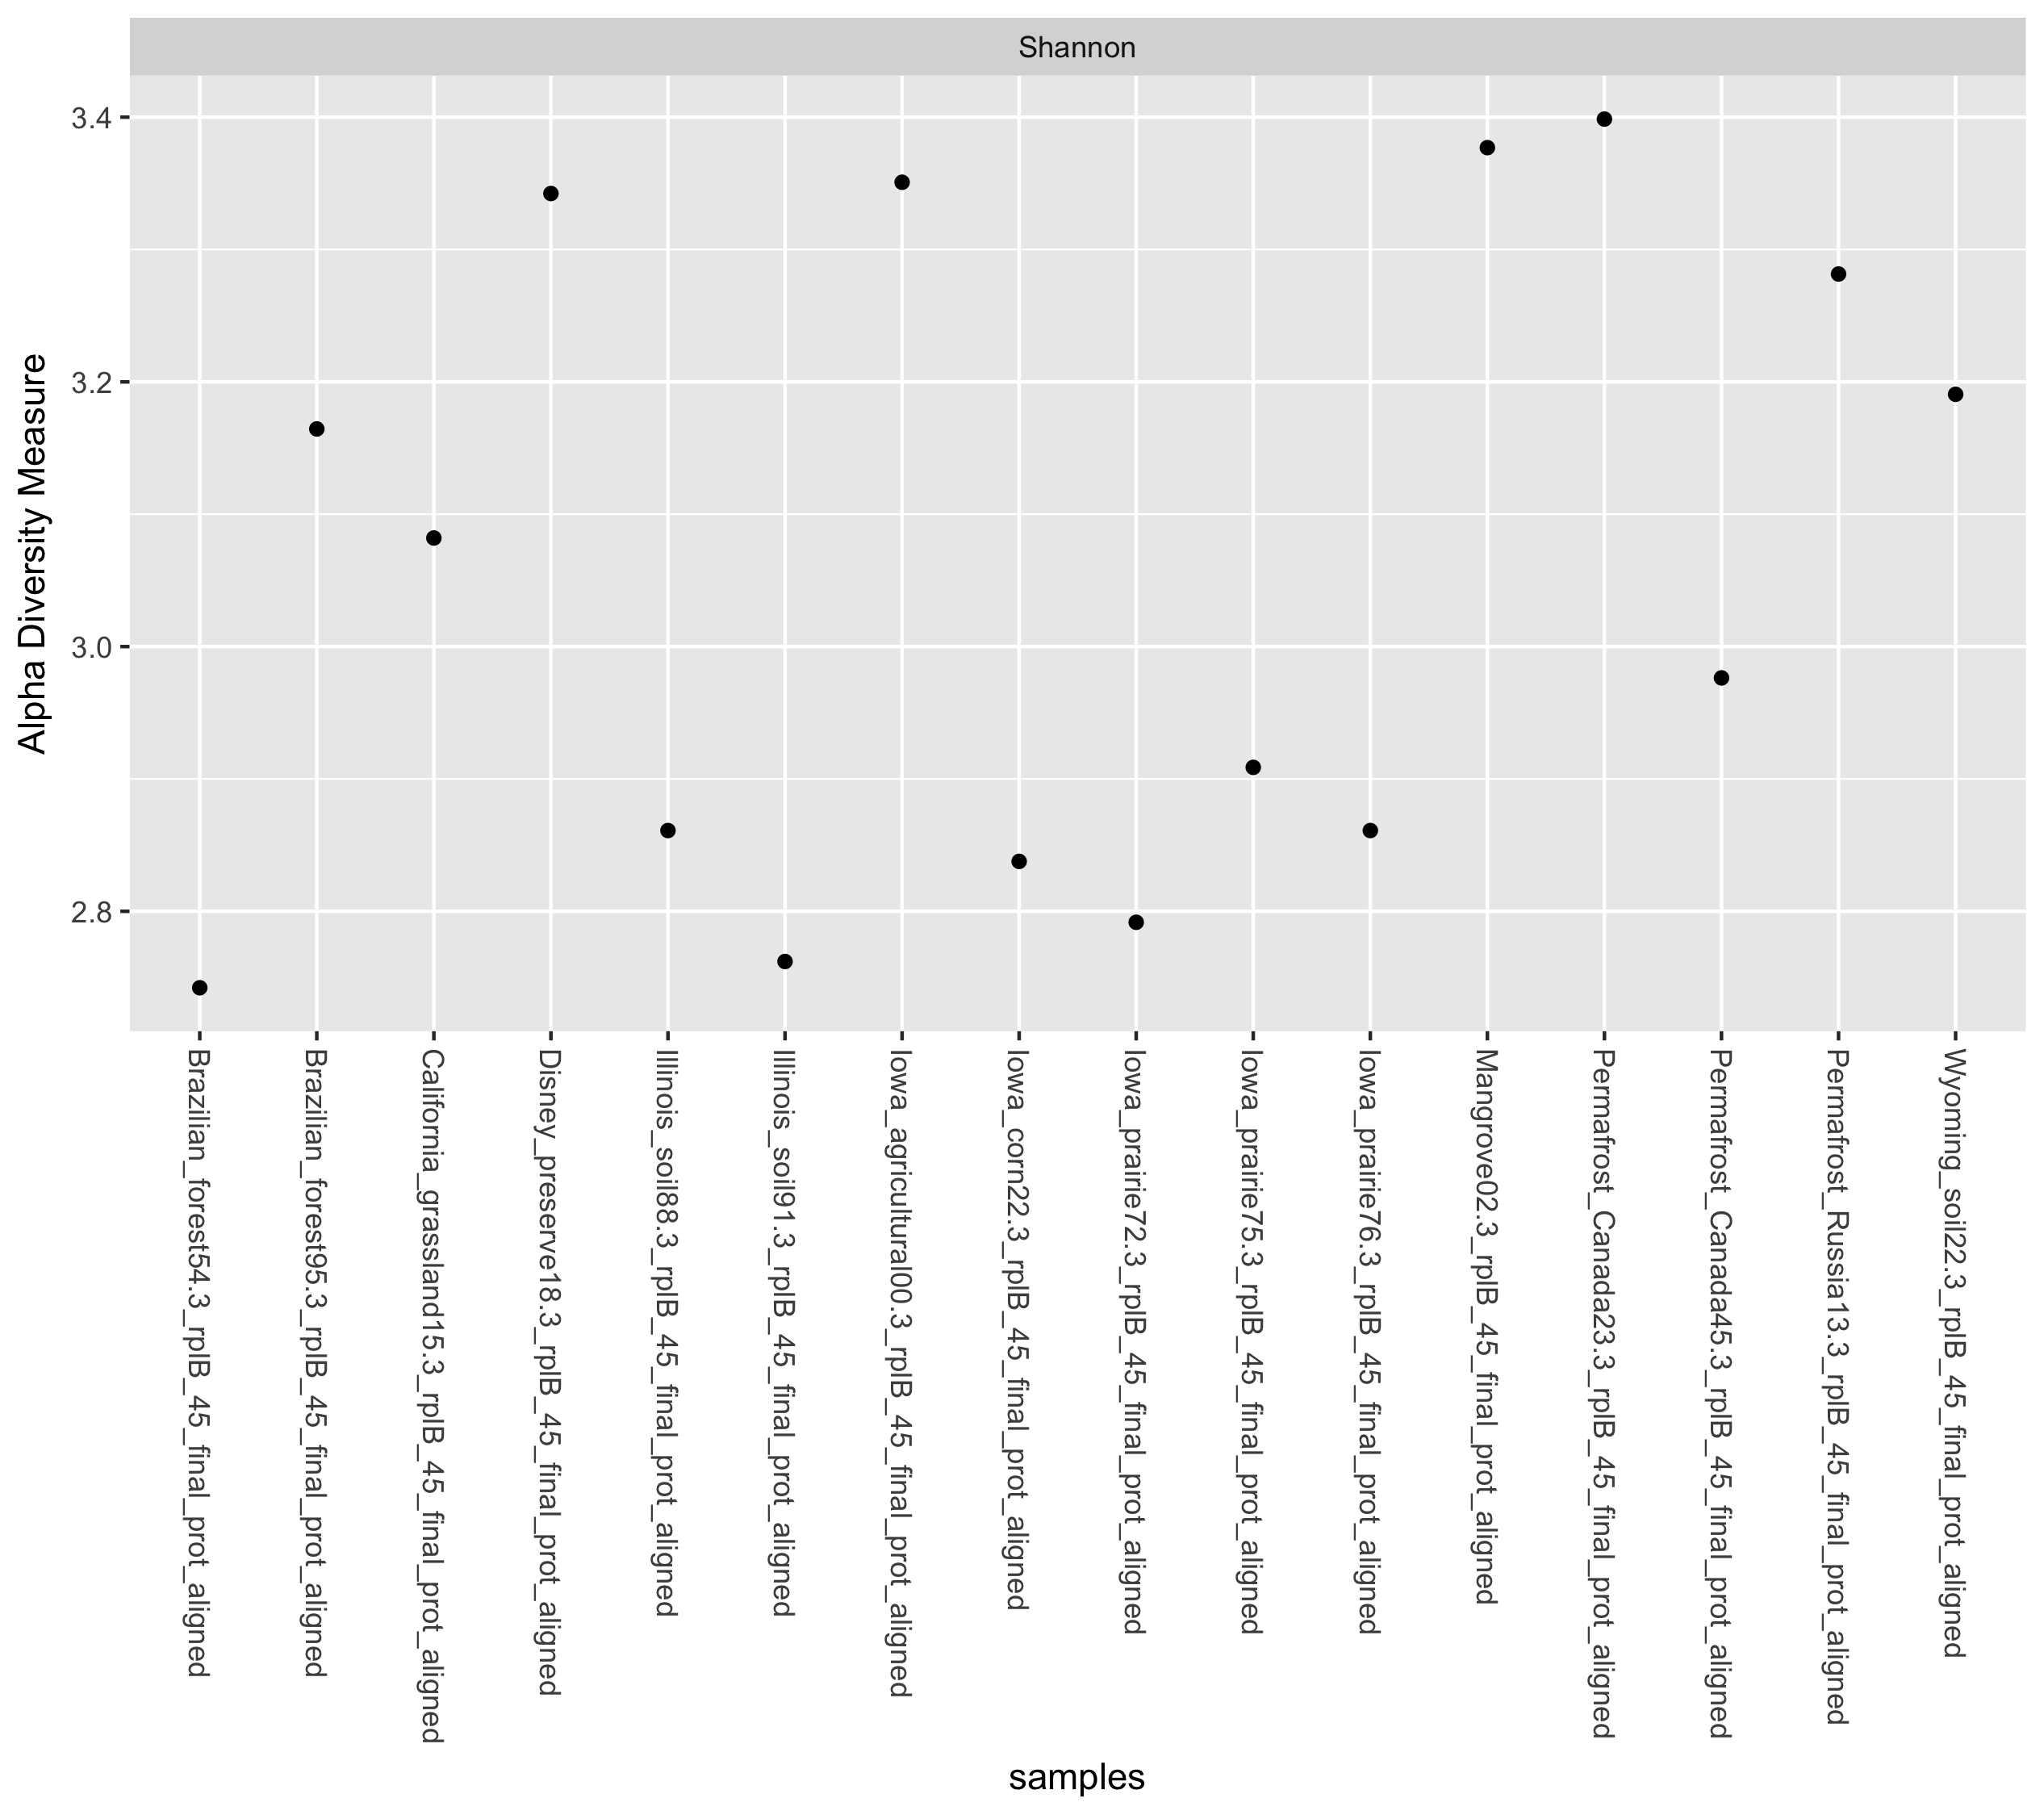 Shannon
Alpha Diversity Measure
3.4
3.2
3.0
2.8
Brazilian_forest54.3_rplB_45_final_prot_aligned
Brazilian_forest95.3_rplB_45_final_prot_aligned
California_grassland15.3_rplB_45_final_prot_aligned
Disney_preserve18.3_rplB_45_final_prot_aligned
Illinois_soil88.3_rplB_45_final_prot_aligned
Illinois_soil91.3_rplB_45_final_prot_aligned
Iowa_agricultural00.3_rplB_45_final_prot_aligned
Iowa_corn22.3_rplB_45_final_prot_aligned
Iowa_prairie72.3_rplB_45_final_prot_aligned
Iowa_prairie75.3_rplB_45_final_prot_aligned
Iowa_prairie76.3_rplB_45_final_prot_aligned
Mangrove02.3_rplB_45_final_prot_aligned
Permafrost_Canada23.3_rplB_45_final_prot_aligned
Permafrost_Canada45.3_rplB_45_final_prot_aligned
Permafrost_Russia13.3_rplB_45_final_prot_aligned
Wyoming_soil22.3_rplB_45_final_prot_aligned
samples